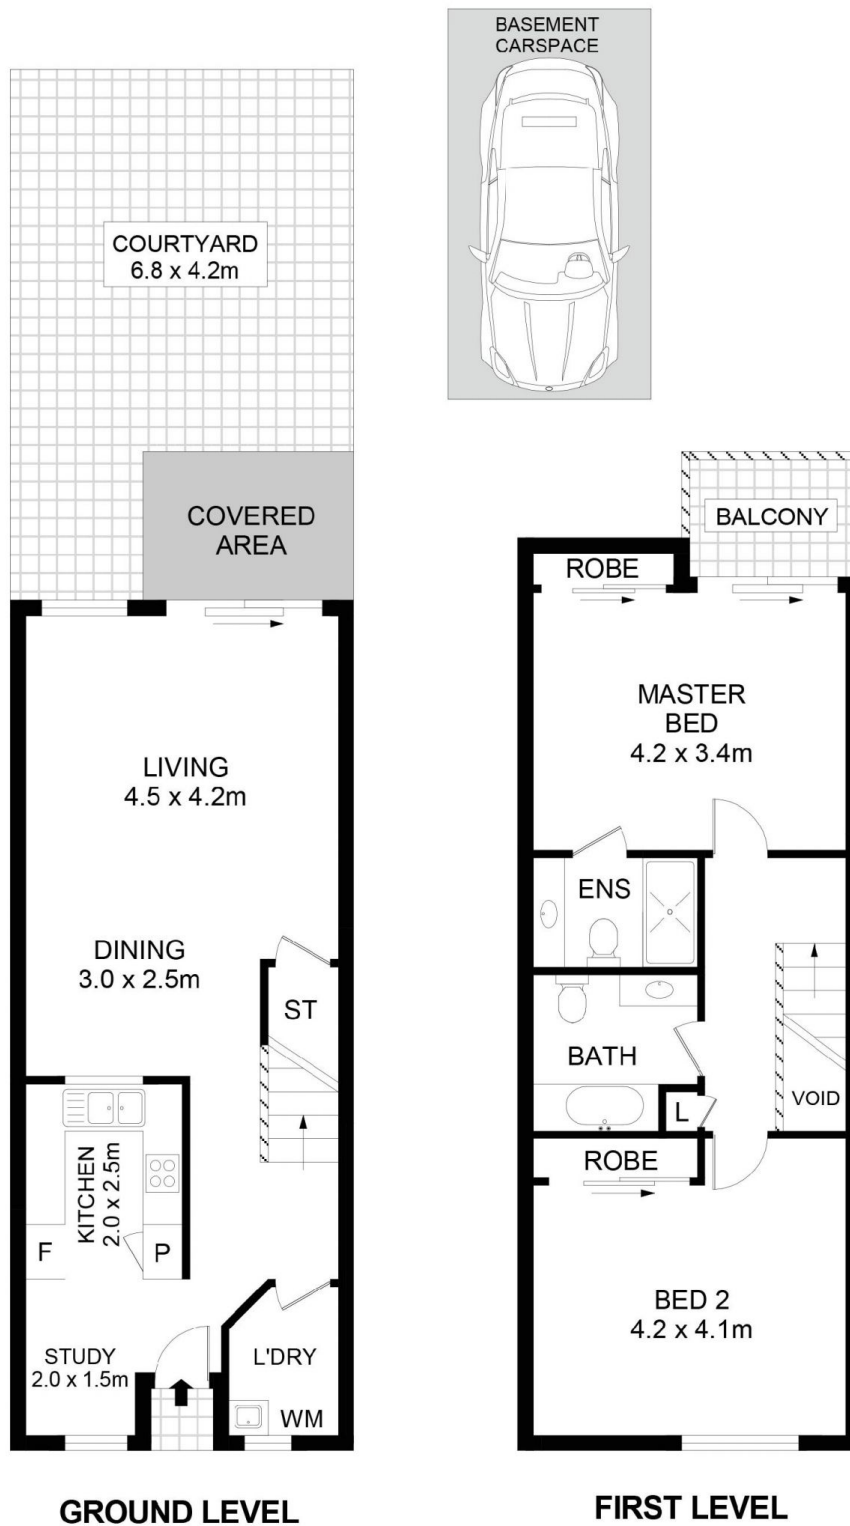 BASEMENT
CARSPACE
COURTYARD
6.8 x 4.2m
COVERED
AREA
LIVING
4.5 x 4.2m
DINING
3.0 x 2.5m
ST
KITCHEN
2.0 x 2.5m
F
P
STUDY
2.0 x 1.5m
L'DRY
WM
GROUND LEVEL
BALCONY
ROBE
MASTER
BED
4.2 x 3.4m
ENS
BATH
VOID
L
ROBE
BED 2
4.2 x 4.1m
FIRST LEVEL